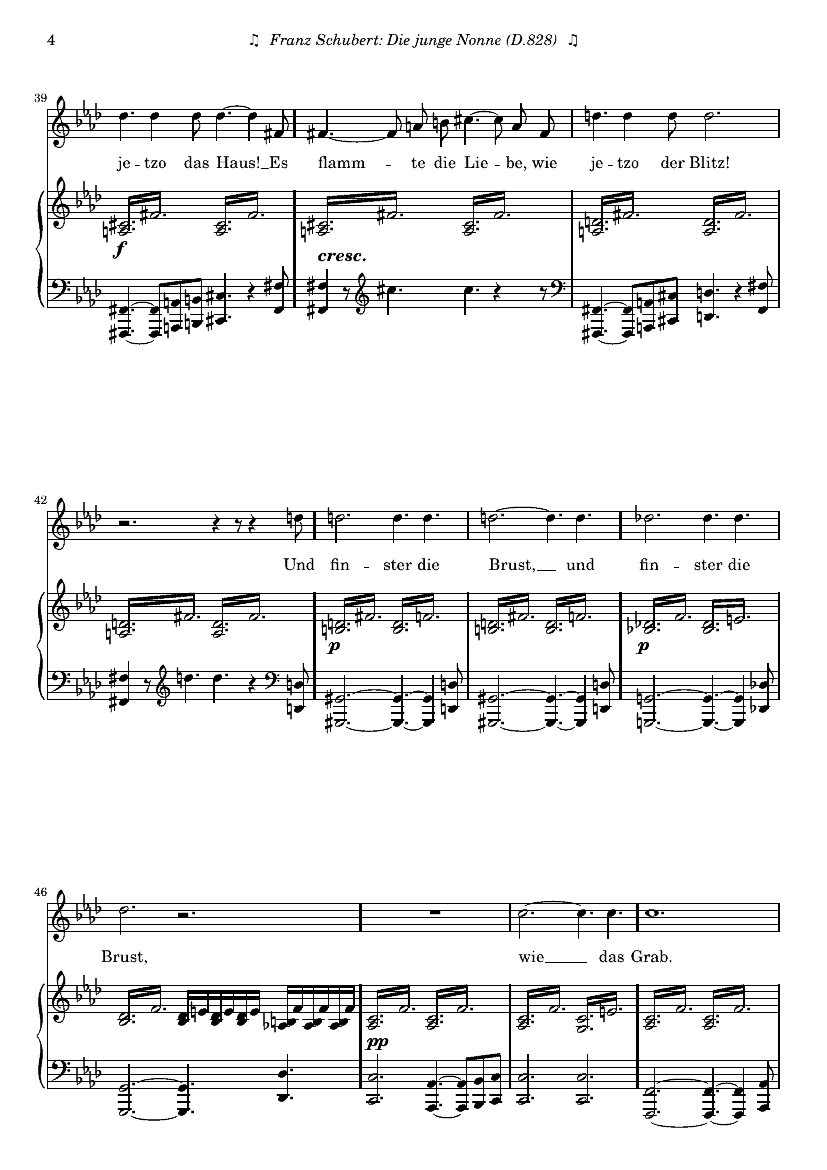 4
♫ Franz Schubert: Die junge Nonne (D.828) ♫
39
je - tzo das Haus! _ Es flamm - te die Lie - be, wie je - tzo der Blitz!
f
cresc.
42
Und fin - ster die Brust, __ und fin - ster die
p p
46
Brust, wie ____ das Grab.
pp